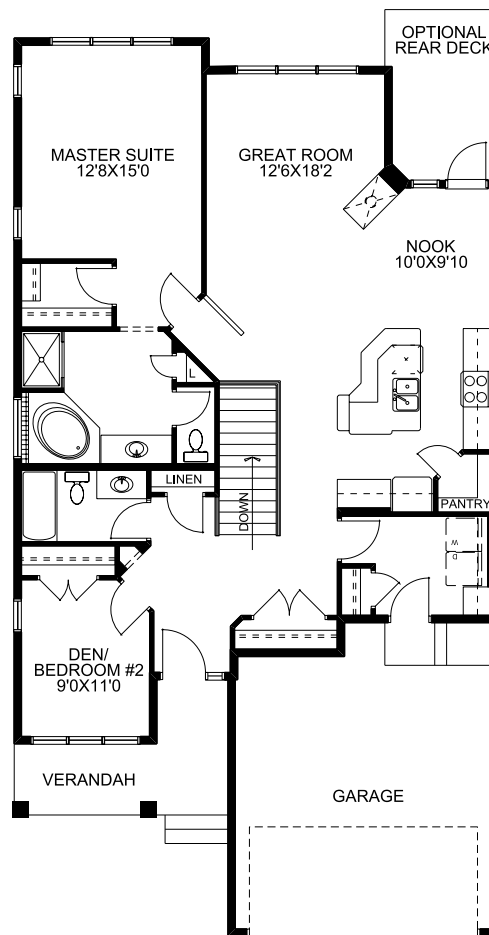 OPTIONAL
REAR DECK
MASTER SUITE
12'8X15'0
GREAT ROOM
12'6X18'2
NOOK
10'0X9'10
L
LINEN
DOWN
PANTRY
W
D
DEN/
BEDROOM #2
9'0X11'0
VERANDAH
GARAGE